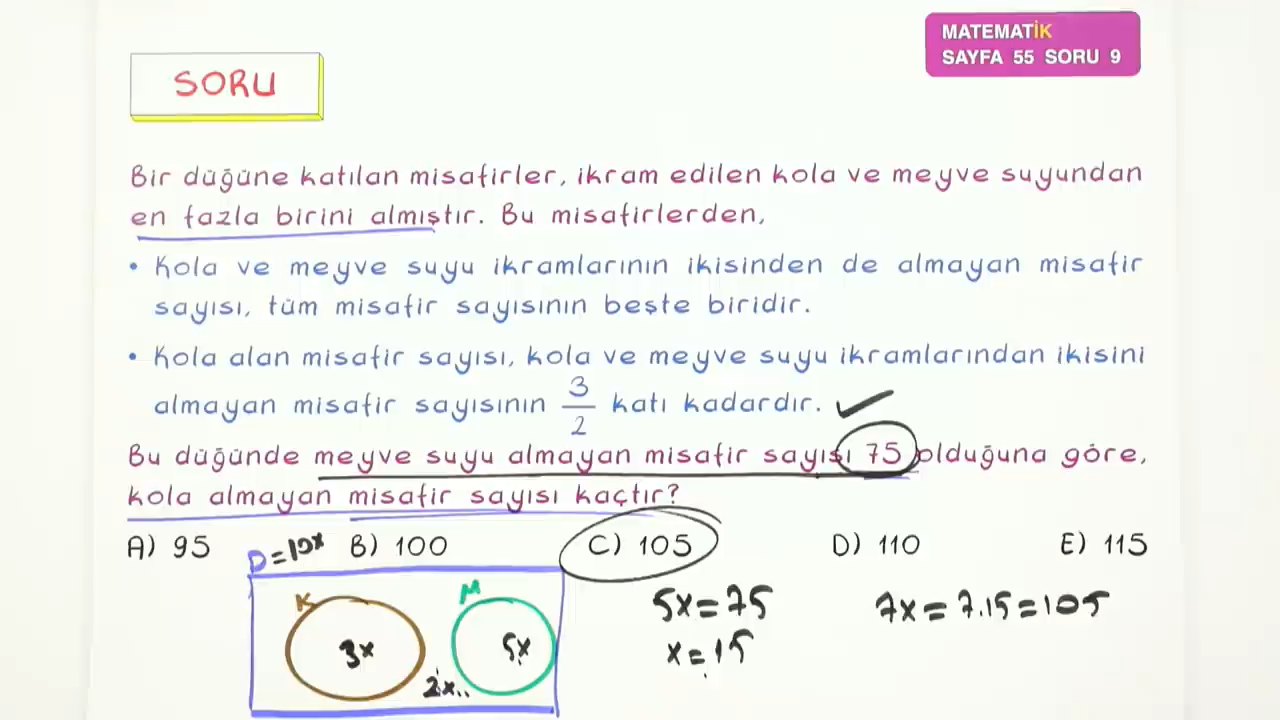 MATEMATİK
SAYFA 55 SORU 9
SORU
Bir düğüne katılan misafirler, ikram edilen kola ve meyve suyundan
en fazla birini almıştır. Bu misafirlerden,
• Kola ve meyve suyu ikramlarının ikisinden de almayan misafir
sayısı, tüm misafir sayısının beşte biridir.
• Kola alan misafir sayısı, kola ve meyve suyu ikramlarından ikisini
almayan misafir sayısının 3/2 katı kadardır.
Bu düğünde meyve suyu almayan misafir sayısı 75 olduğuna göre,
kola almayan misafir sayısı kaçtır?
A) 95 B) 100 C) 105 D) 110 E) 115
D=10x
K M
3x 5x
2x..
5x=75
x=15
7x=7.15=105